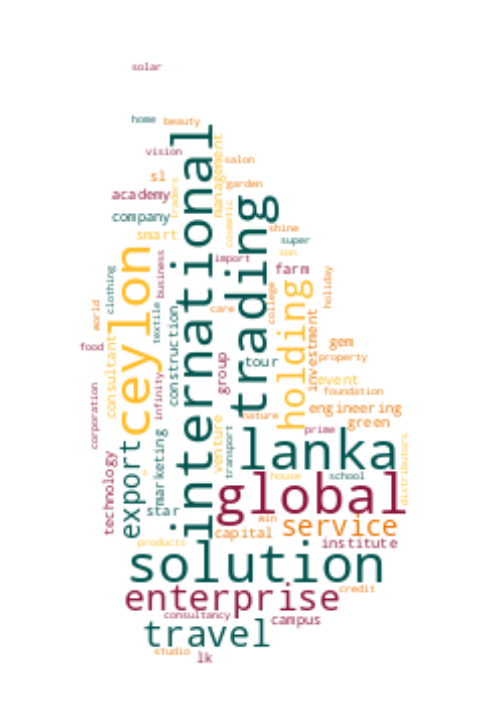 solar
home
beauty
international
vision
management
salon
sl
traders
garden
academy
trading
company
cosmetic
shine
smart
super
ceylon
son
business
import
farm
clothing
holiday
holding
college
world
textile
care
construction
investment
gem
food
consultant
group
tour
property
infinity
event
corporation
foundation
engineering
nature
venture
green
prime
export
marketing
lanka
technology
transport
distributors
house
school
global
star
win
service
capital
products
institute
solution
credit
enterprise
consultancy
campus
travel
studio
lk